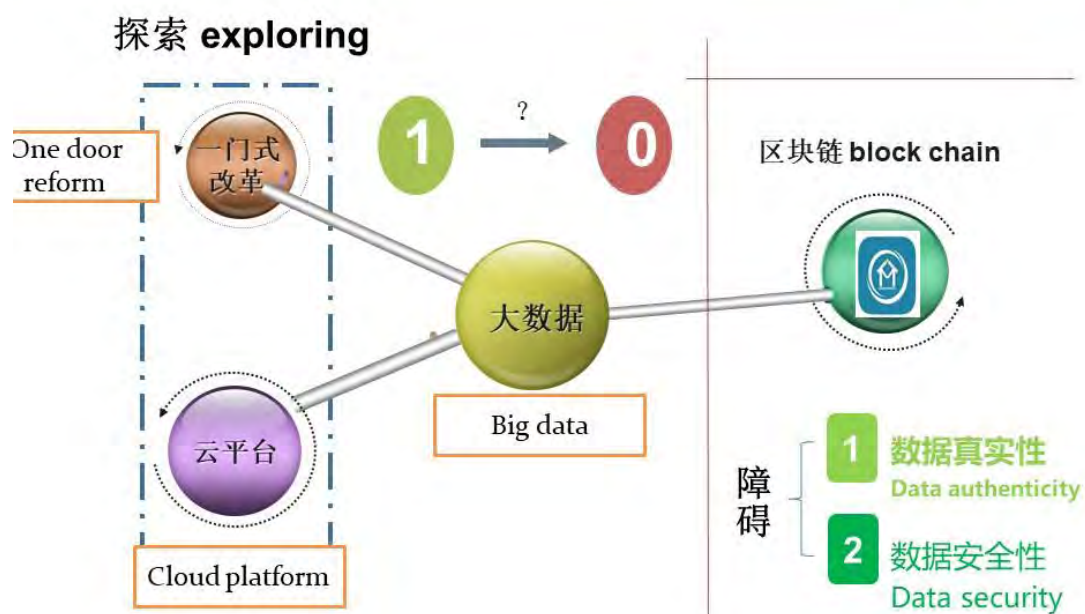 探索 exploring
One door
reform
一门式
改革
1
?
0
区块链 block chain
大数据
Big data
云平台
Cloud platform
障
碍
1
数据真实性
Data authenticity
2
数据安全性
Data security